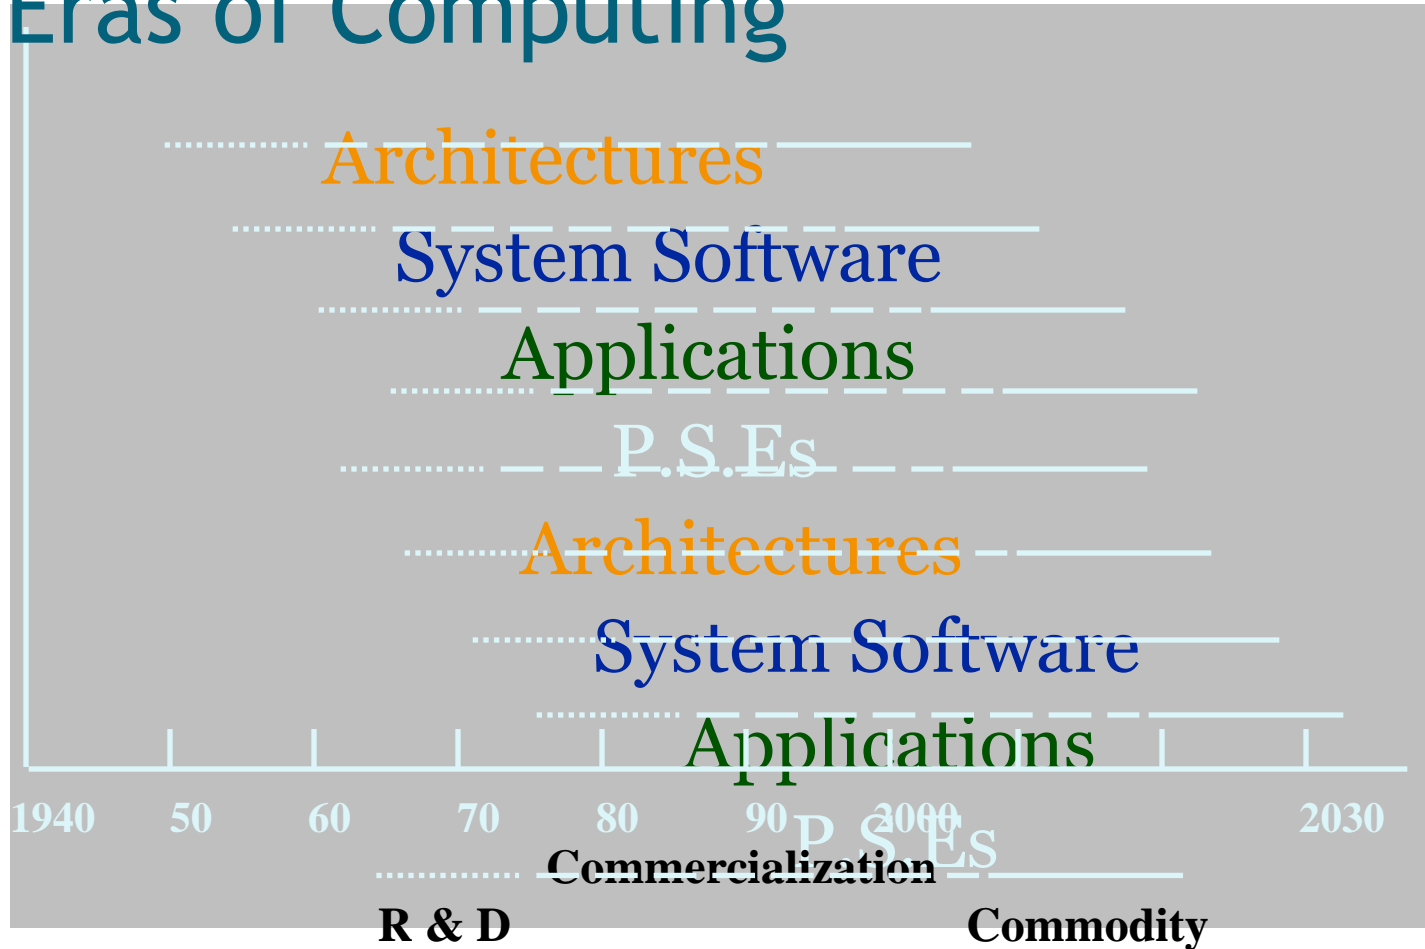 Eras of Computing
Architectures
System Software
Applications
P.S.Es
Architectures
System Software
Applications
1940 50 60 70 80 90 2000 2030
P.S.Es
Commercialization
R & D Commodity